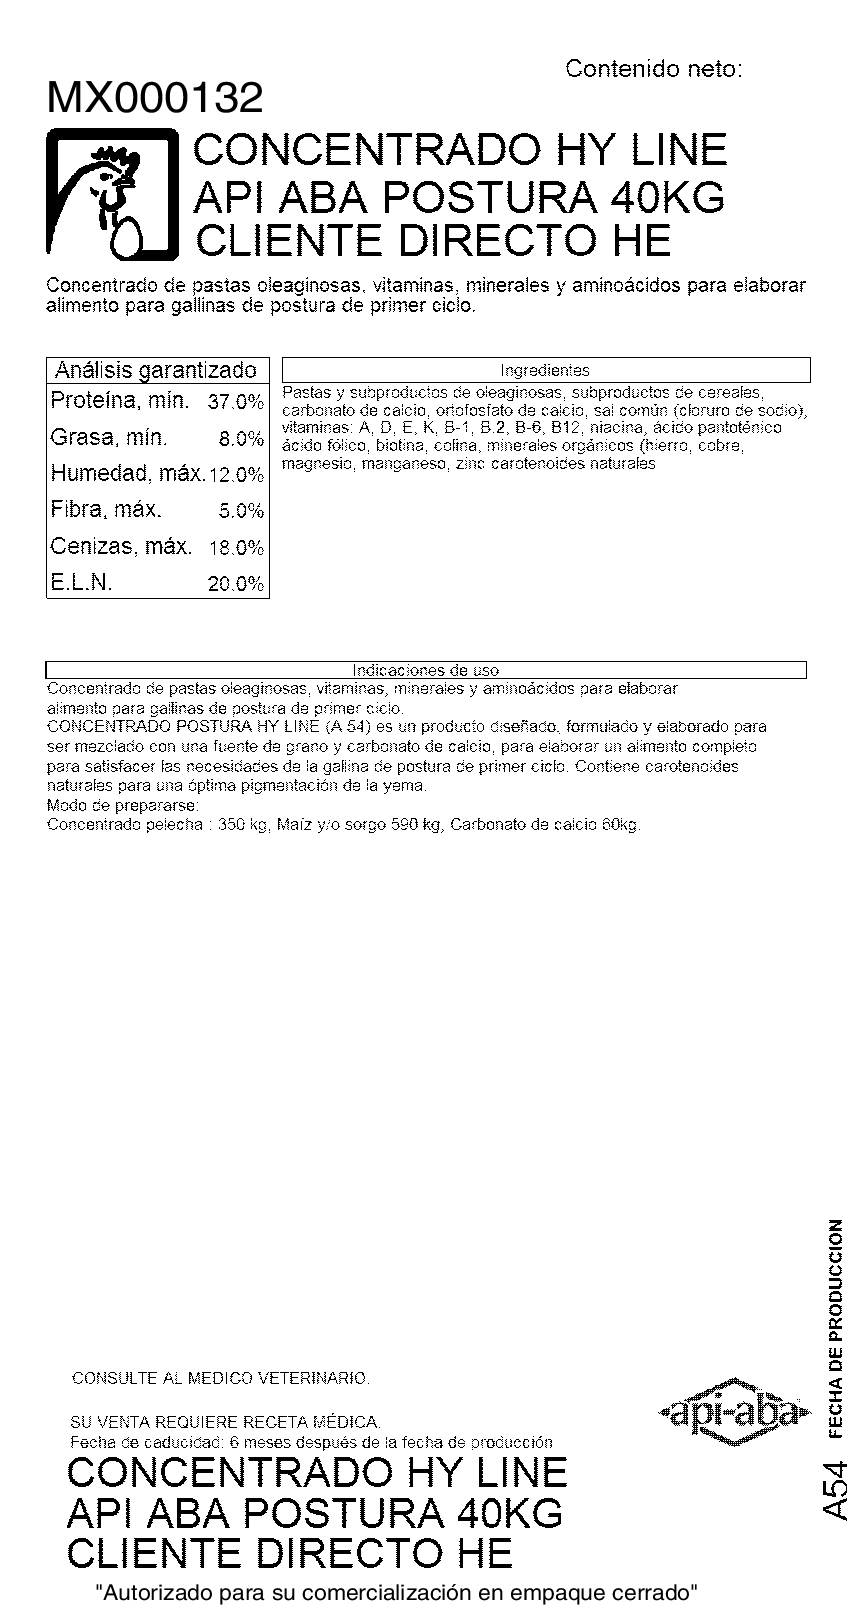 Contenido neto:
MX000132
CONCENTRADO HY LINE
API ABA POSTURA 40KG
CLIENTE DIRECTO HE
Concentrado de pastas oleaginosas, vitaminas, minerales y aminoácidos para elaborar
alimento para gallinas de postura de primer ciclo.
Análisis garantizado
Proteína, mín. 37.0%
Grasa, mín. 8.0%
Humedad, máx. 12.0%
Fibra, máx. 5.0%
Cenizas, máx. 18.0%
E.L.N. 20.0%
Ingredientes
Pastas y subproductos de oleaginosas, subproductos de cereales,
carbonato de calcio, ortofosfato de calcio, sal común (cloruro de sodio),
vitaminas: A, D, E, K, B-1, B.2, B-6, B12, niacina, ácido pantoténico
ácido fólico, biotina, colina, minerales orgánicos (hierro, cobre,
magnesio, manganeso, zinc carotenoides naturales
Indicaciones de uso
Concentrado de pastas oleaginosas, vitaminas, minerales y aminoácidos para elaborar
alimento para gallinas de postura de primer ciclo.
CONCENTRADO POSTURA HY LINE (A 54) es un producto diseñado, formulado y elaborado para
ser mezclado con una fuente de grano y carbonato de calcio, para elaborar un alimento completo
para satisfacer las necesidades de la gallina de postura de primer ciclo. Contiene carotenoides
naturales para una óptima pigmentación de la yema.
Modo de prepararse:
Concentrado pelecha : 350 kg, Maíz y/o sorgo 590 kg, Carbonato de calcio 60kg.
FECHA DE PRODUCCION
A54
CONSULTE AL MEDICO VETERINARIO.
api-aba
SU VENTA REQUIERE RECETA MÉDICA.
Fecha de caducidad: 6 meses después de la fecha de producción
CONCENTRADO HY LINE
API ABA POSTURA 40KG
CLIENTE DIRECTO HE
"Autorizado para su comercialización en empaque cerrado"